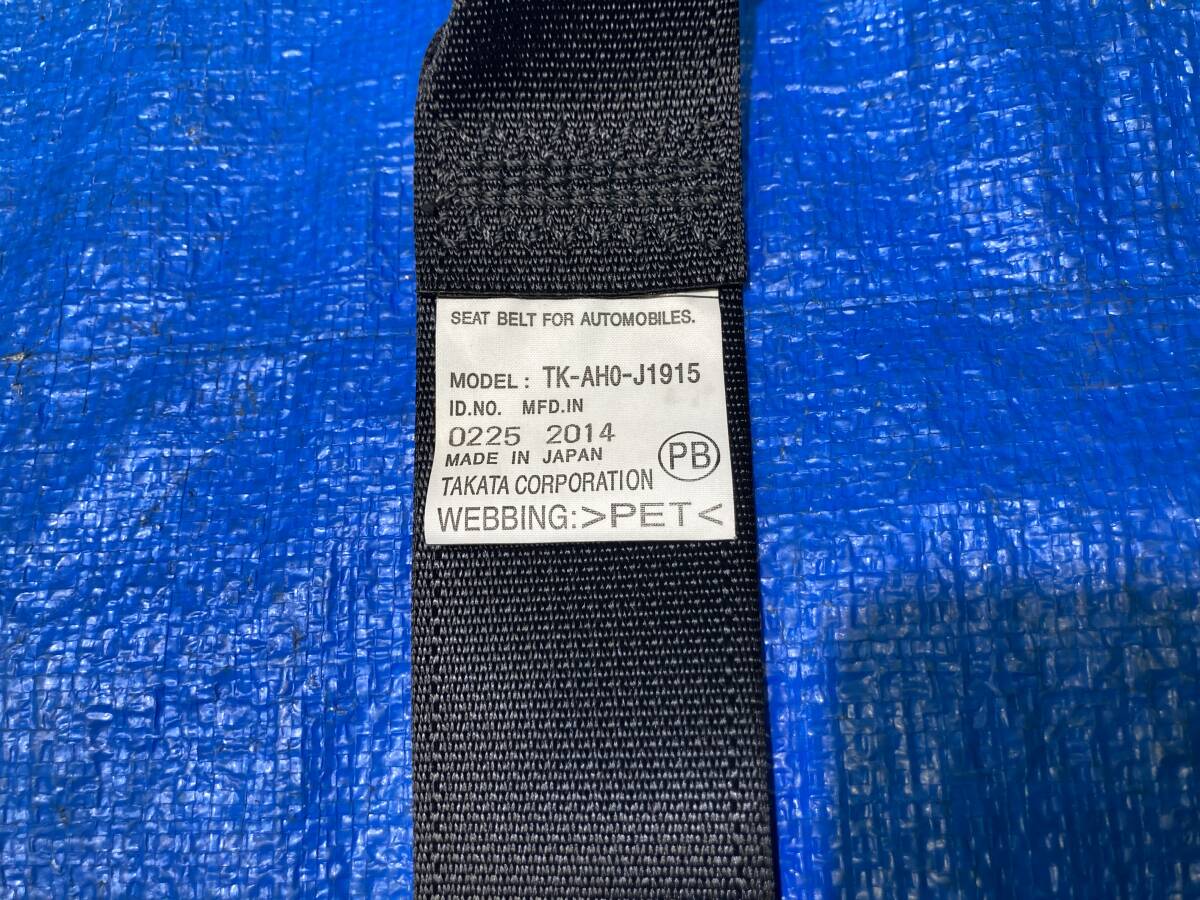 SEAT BELT FOR AUTOMOBILES.
MODEL: TK-AH0-J1915
ID.NO. MFD.IN
0225 2014
MADE IN JAPAN
PB
TAKATA CORPORATION
WEBBING:>PET<